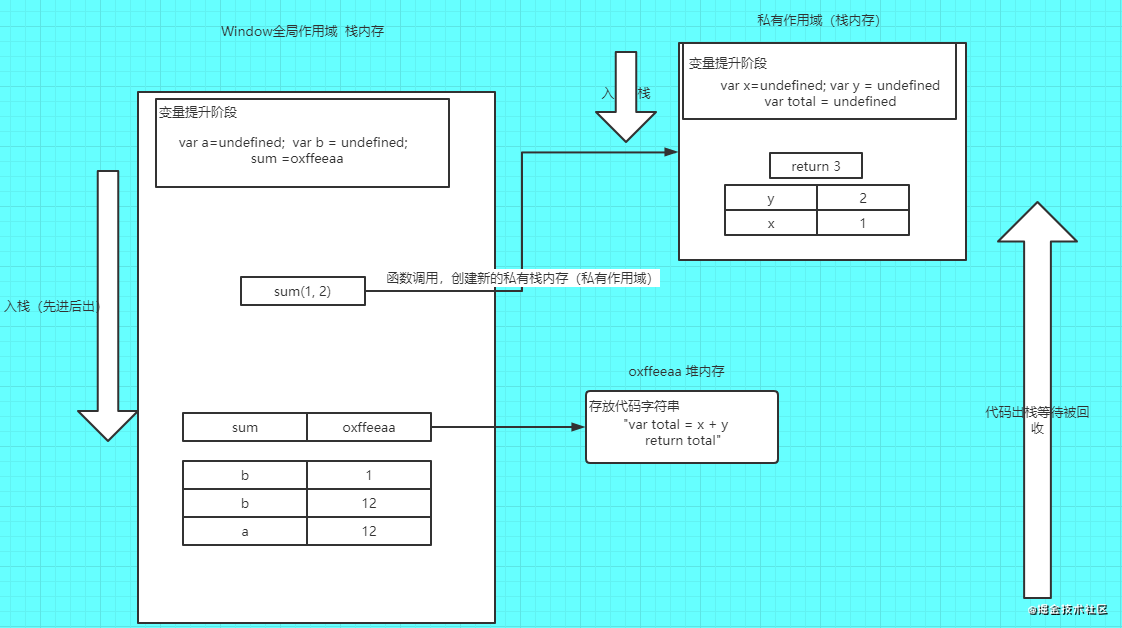 Window全局作用域 栈内存
变量提升阶段
var a=undefined; var b = undefined;
sum =oxffeeaa
入栈（先进后出）
sum(1, 2)
函数调用，创建新的私有栈内存（私有作用域）
sum oxffeeaa
b 1
b 12
a 12
私有作用域（栈内存）
入 栈
变量提升阶段
var x=undefined; var y = undefined
var total = undefined
return 3
y 2
x 1
oxffeeaa 堆内存
存放代码字符串
"var total = x + y
return total"
代码出栈等待被回
收
@掘金技术社区